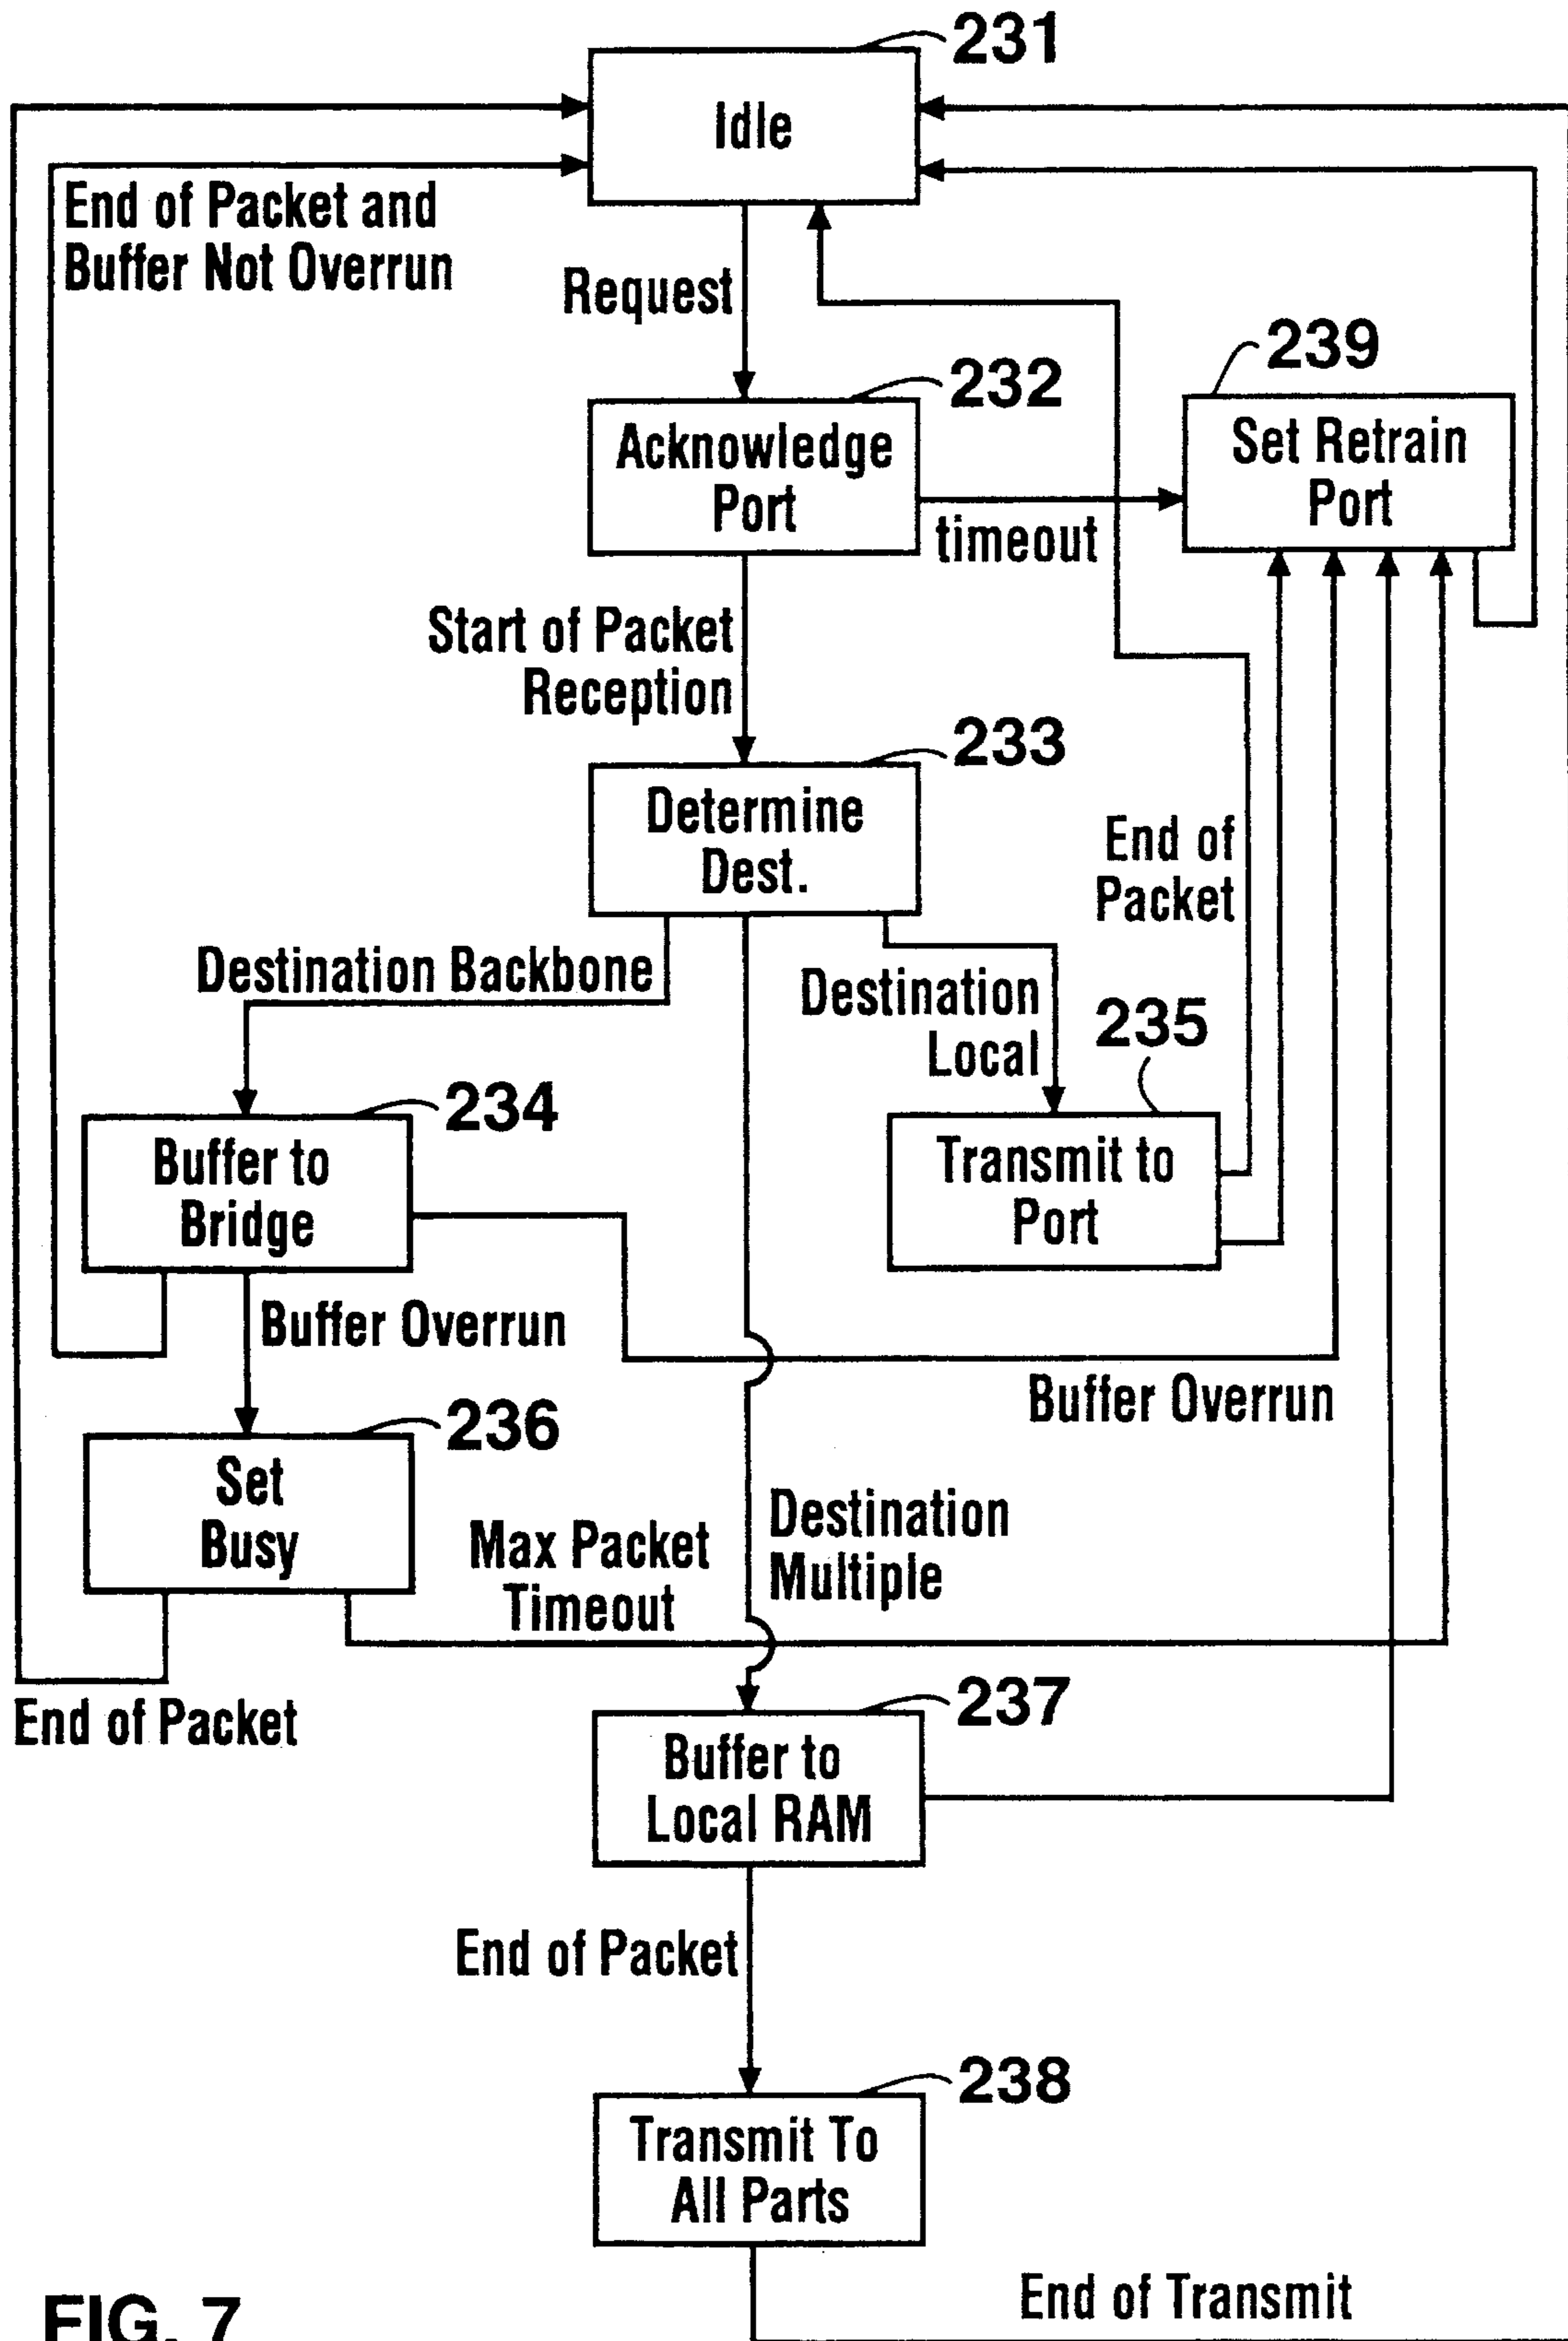 231
Idle
End of Packet and
Buffer Not Overrun
Request
232
Acknowledge
Port
239
Set Retrain
Port
timeout
Start of Packet
Reception
233
Determine
Dest.
End of
Packet
Destination Backbone
Destination
Local
235
234
Buffer to
Bridge
Transmit to
Port
Buffer Overrun
Buffer Overrun
236
Set
Busy
Max Packet
Timeout
Destination
Multiple
End of Packet
237
Buffer to
Local RAM
End of Packet
238
Transmit To
All Parts
End of Transmit
FIG. 7